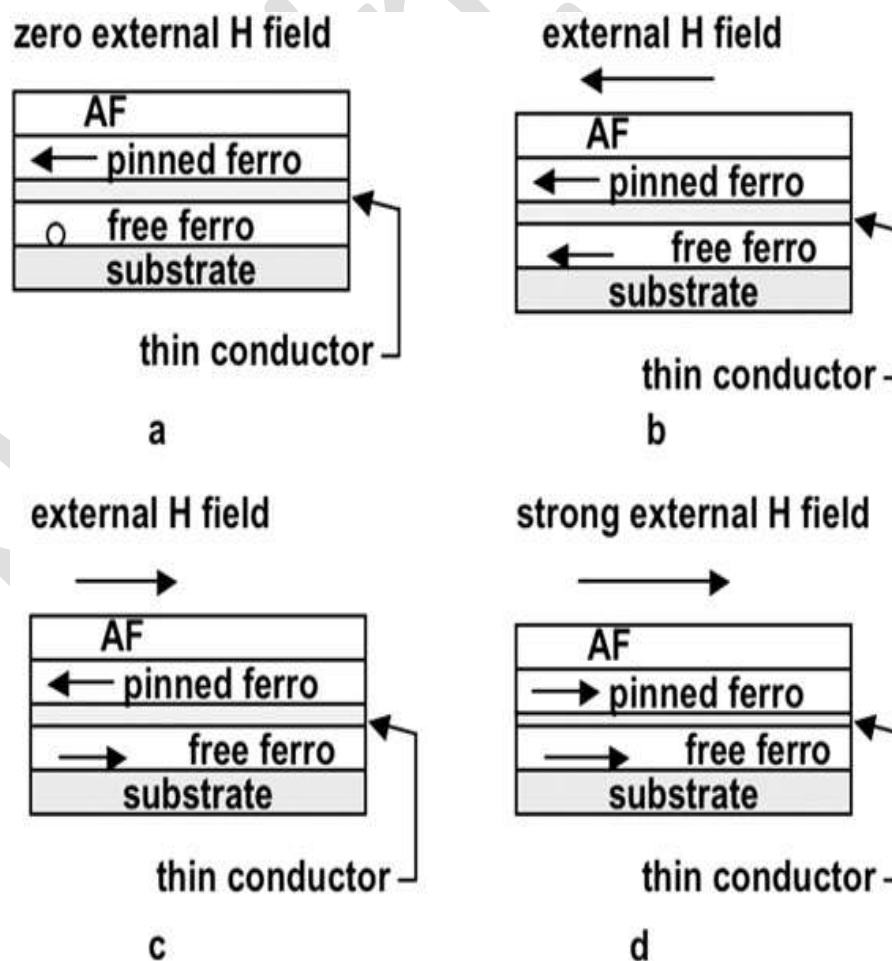 zero external H field
AF
pinned ferro
free ferro
substrate
thin conductor
a
external H field
AF
pinned ferro
free ferro
substrate
thin conductor
b
external H field
AF
pinned ferro
free ferro
substrate
thin conductor
c
strong external H field
AF
pinned ferro
free ferro
substrate
thin conductor
d